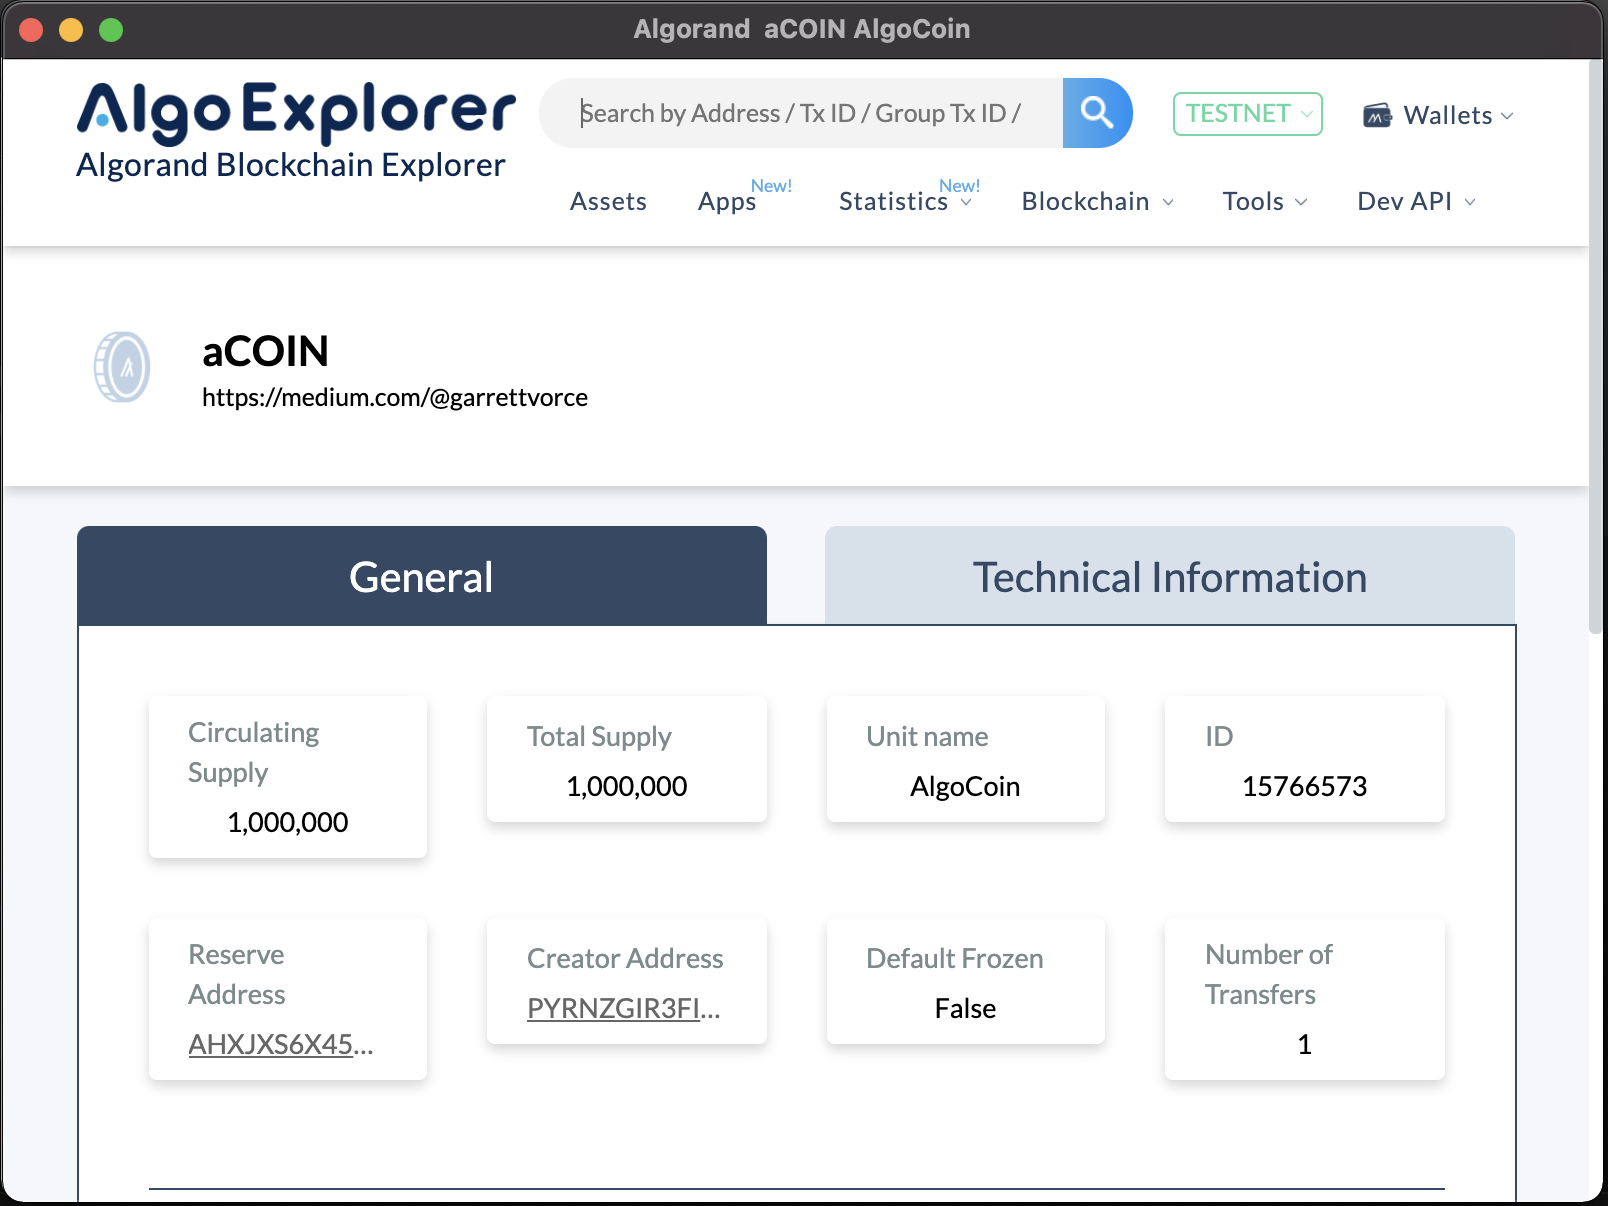 Algorand aCOIN AlgoCoin
AlgoExplorer
Algorand Blockchain Explorer
Search by Address / Tx ID / Group Tx ID /
TESTNET
Wallets
Assets
Apps New!
Statistics New!
Blockchain
Tools
Dev API
aCOIN
https://medium.com/@garrettvorce
General
Technical Information
Circulating
Supply
1,000,000
Total Supply
1,000,000
Unit name
AlgoCoin
ID
15766573
Reserve
Address
AHXJXS6X45...
Creator Address
PYRNZGIR3FI...
Default Frozen
False
Number of
Transfers
1